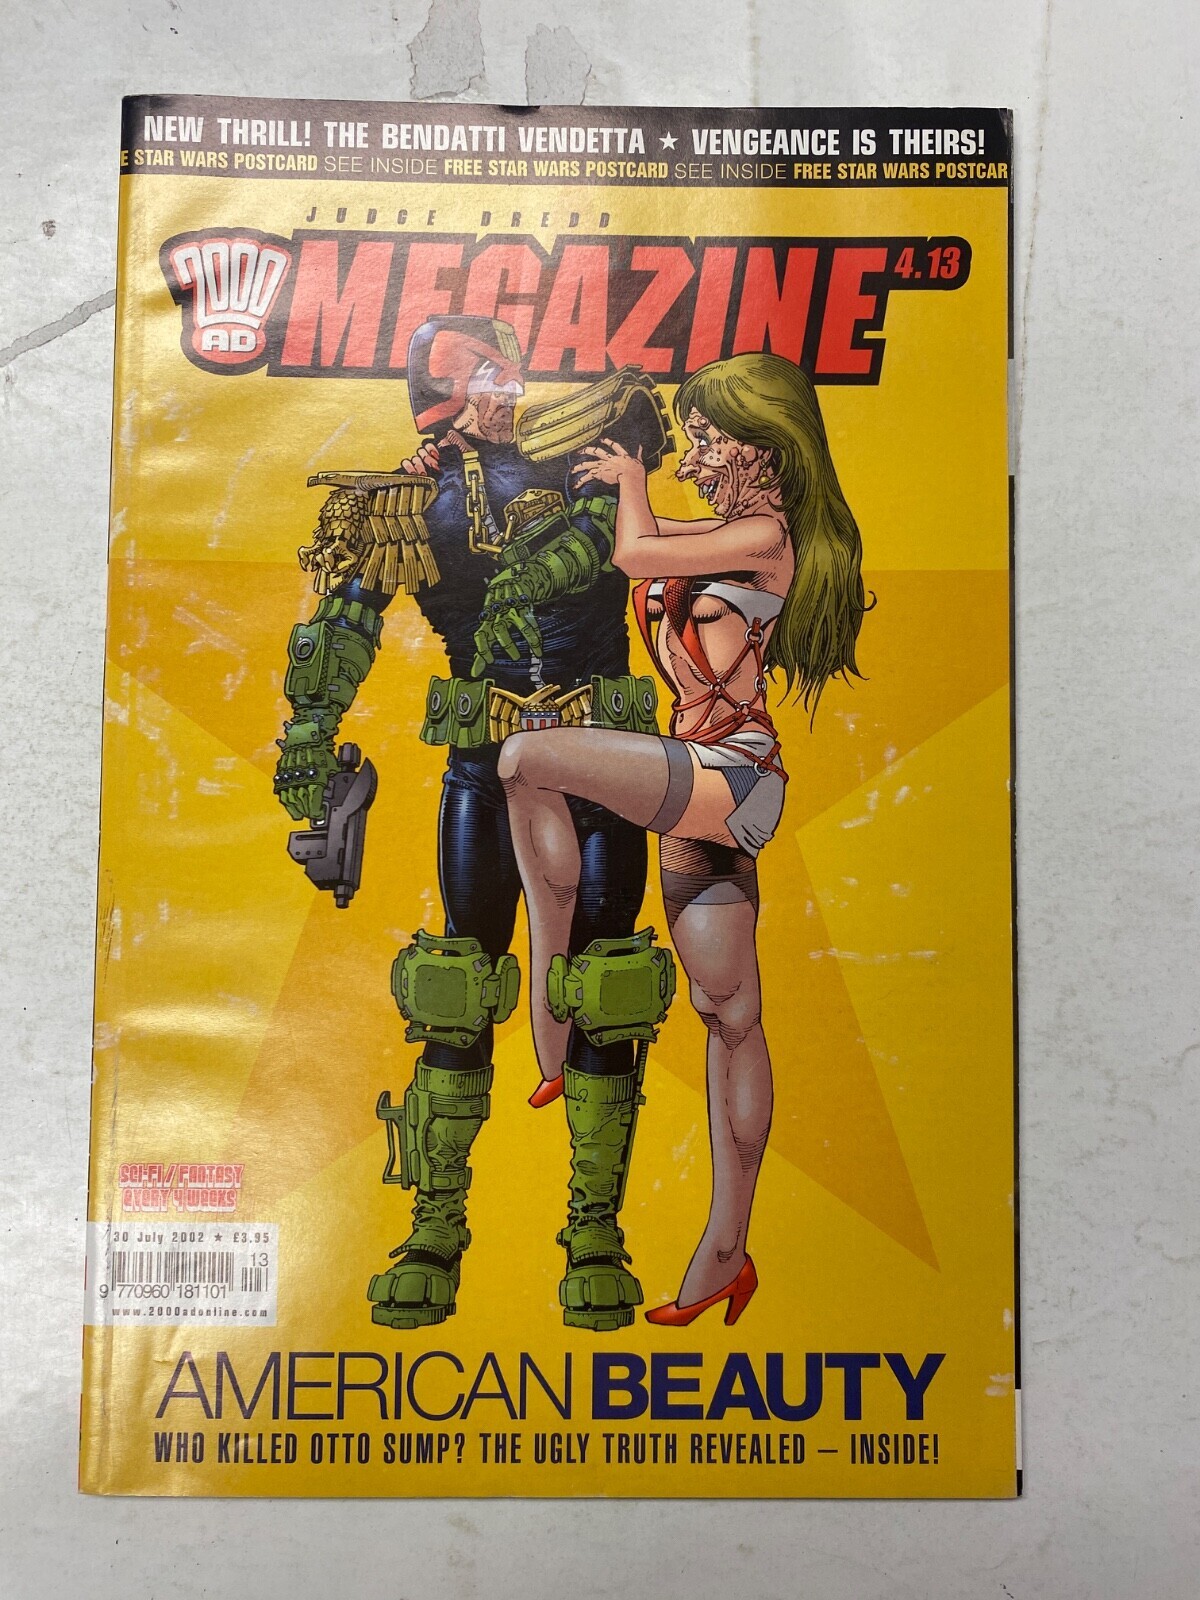 NEW THRILL! THE BENDATTI VENDETTA ★ VENGEANCE IS THEIRS!
E STAR WARS POSTCARD SEE INSIDE FREE STAR WARS POSTCARD SEE INSIDE FREE STAR WARS POSTCAR
JUDGE DREDD
2000 AD
MEGAZINE 4.13
SCI-FI/FANTASY
EVERY 4 WEEKS
30 July 2002 ★ £3.95
13
9 770960 181101
www.2000adonline.com
AMERICAN BEAUTY
WHO KILLED OTTO SUMP? THE UGLY TRUTH REVEALED – INSIDE!